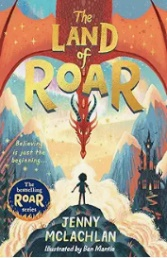 The
LAND
of
ROAR
Believing
is just the
beginning...
The
bestselling
ROAR
series
JENNY
McLACHLAN
Illustrated by Ben Mantle